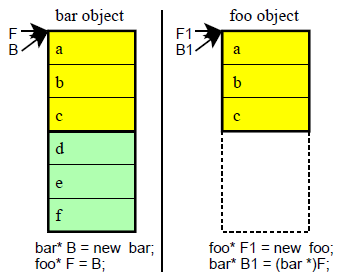 bar object
F
B
a
b
c
d
e
f
bar* B = new bar;
foo* F = B;
foo object
F1
B1
a
b
c
foo* F1 = new foo;
bar* B1 = (bar *)F;